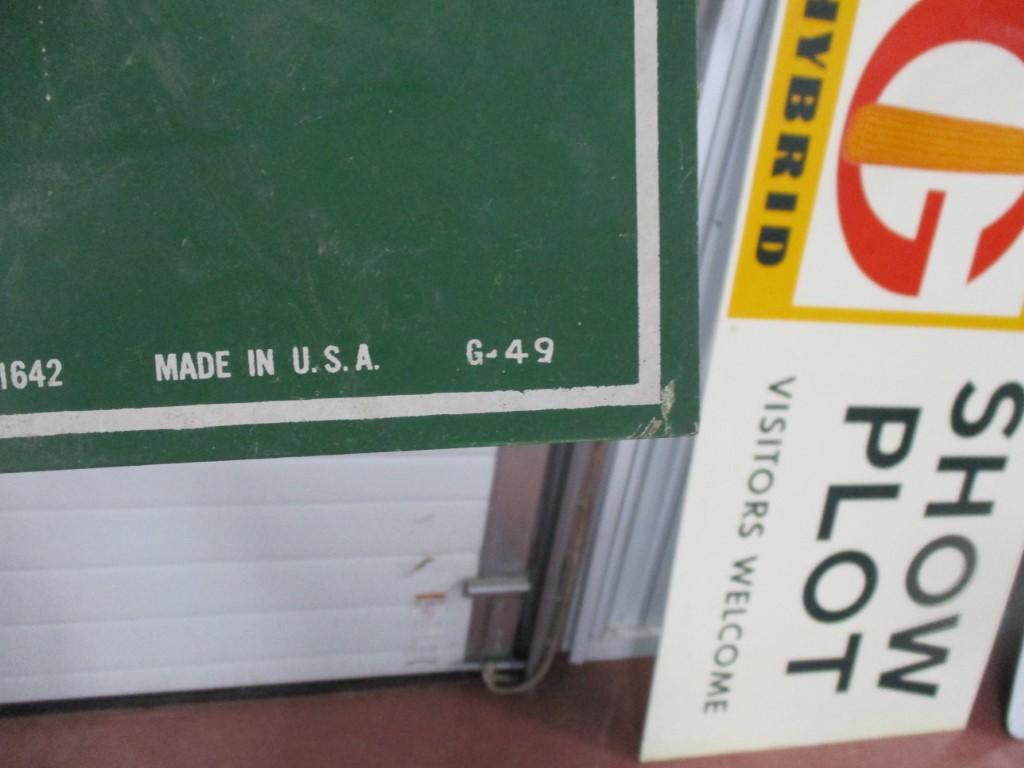 1642 MADE IN U.S.A. G-49
HYBRID
G
SHOW
PLOT
VISITORS WELCOME